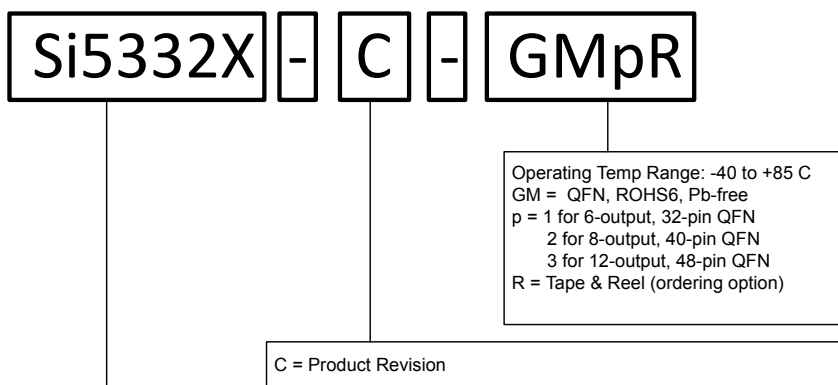 Si5332X - C - GMpR
Operating Temp Range: -40 to +85 C
GM = QFN, ROHS6, Pb-free
p = 1 for 6-output, 32-pin QFN
2 for 8-output, 40-pin QFN
3 for 12-output, 48-pin QFN
R = Tape & Reel (ordering option)
C = Product Revision